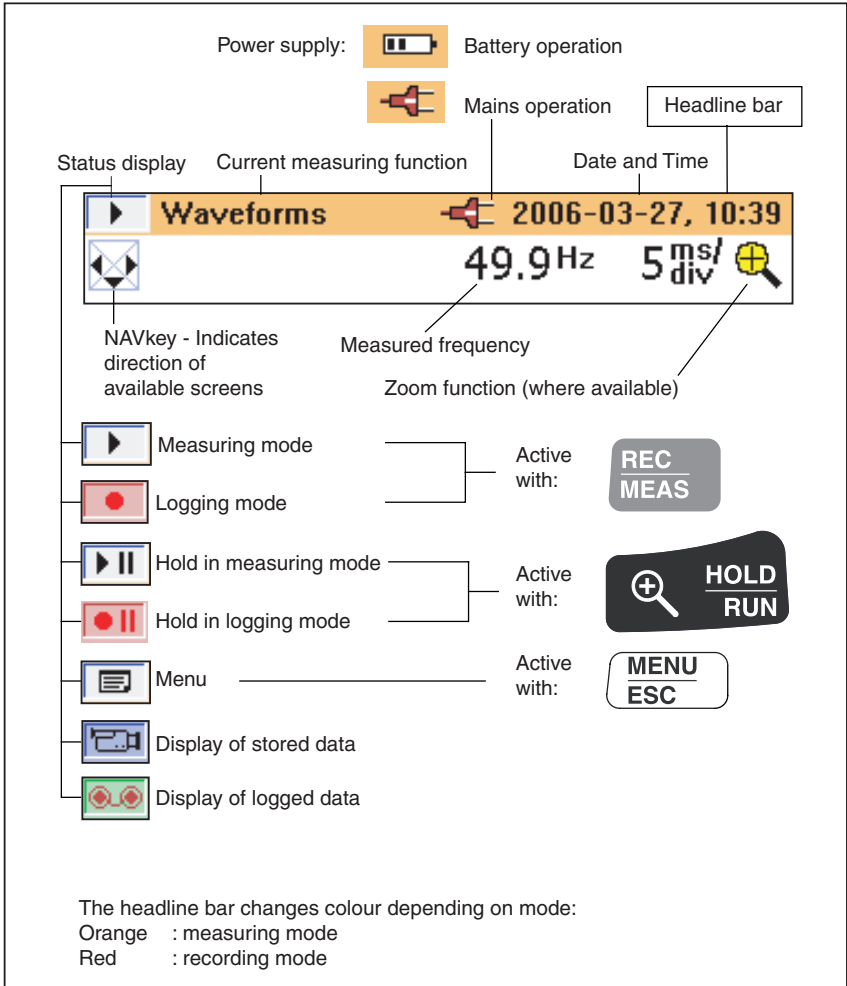 Power supply: Battery operation
Mains operation
Headline bar
Status display Current measuring function Date and Time
Waveforms 2006-03-27, 10:39
49.9 Hz 5 ms/div
NAVkey - Indicates
direction of
available screens
Measured frequency
Zoom function (where available)
Measuring mode
Logging mode
Active
with:
REC
MEAS
Hold in measuring mode
Hold in logging mode
Active
with:
HOLD
RUN
Menu
Active
with:
MENU
ESC
Display of stored data
Display of logged data
The headline bar changes colour depending on mode:
Orange : measuring mode
Red : recording mode